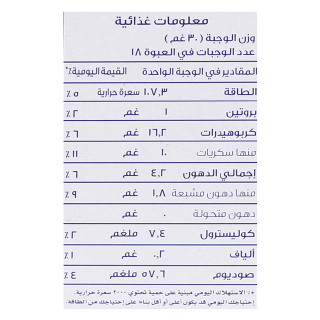 معلومات غذائية
وزن الوجبة (٣٠ غم)
عدد الوجبات في العبوة ١٨
المقادير في الوجبة الواحدة القيمة اليومية٪*
الطاقة ١٠٧,٣ سعرة حرارية ٥٪
بروتين ١ غم ٢٪
كربوهيدرات ١٦,٢ غم ٦٪
منها سكريات ١٠ غم ١١٪
إجمالي الدهون ٤,٢ غم ٦٪
منها دهون مشبعة ١,٨ غم ٩٪
دهون متحولة ٠ غم
كوليسترول ٧,٤ ملغم ٢٪
ألياف ٠,٢ غم ١٪
صوديوم ٥٧,٦ ملغم ٤٪
*٪ الاستهلاك اليومي مبنية على حمية تحتوي ٢٠٠٠ سعرة حرارية.
إحتياجك اليومي قد يكون أعلى أو أقل بناء على إحتياجك من الطاقة.